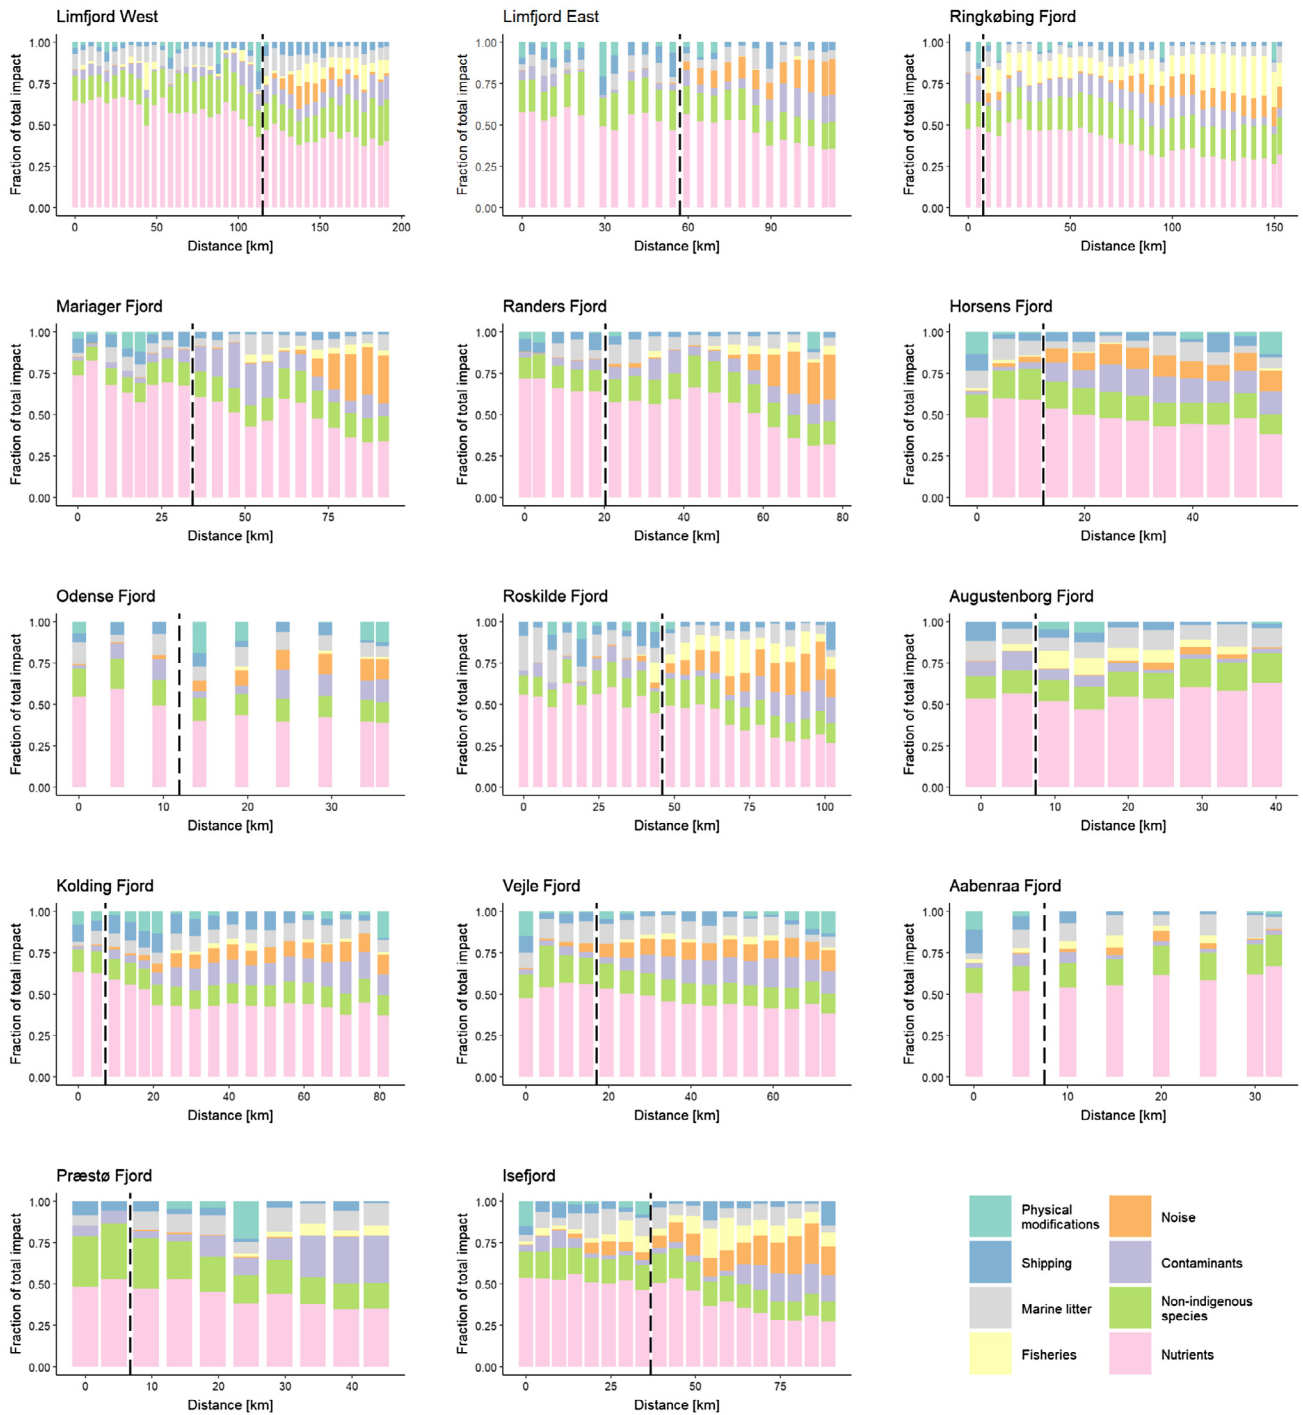 Limfjord West
Fraction of total impact
1.00
0.75
0.50
0.25
0.00
0 50 100 150 200
Distance [km]
Limfjord East
Fraction of total impact
1.00
0.75
0.50
0.25
0.00
0 30 60 90
Distance [km]
Ringkøbing Fjord
Fraction of total impact
1.00
0.75
0.50
0.25
0.00
0 50 100 150
Distance [km]
Mariager Fjord
Fraction of total impact
1.00
0.75
0.50
0.25
0.00
0 25 50 75
Distance [km]
Randers Fjord
Fraction of total impact
1.00
0.75
0.50
0.25
0.00
0 20 40 60 80
Distance [km]
Horsens Fjord
Fraction of total impact
1.00
0.75
0.50
0.25
0.00
0 20 40
Distance [km]
Odense Fjord
Fraction of total impact
1.00
0.75
0.50
0.25
0.00
0 10 20 30
Distance [km]
Roskilde Fjord
Fraction of total impact
1.00
0.75
0.50
0.25
0.00
0 25 50 75 100
Distance [km]
Augustenborg Fjord
Fraction of total impact
1.00
0.75
0.50
0.25
0.00
0 10 20 30 40
Distance [km]
Kolding Fjord
Fraction of total impact
1.00
0.75
0.50
0.25
0.00
0 20 40 60 80
Distance [km]
Vejle Fjord
Fraction of total impact
1.00
0.75
0.50
0.25
0.00
0 20 40 60
Distance [km]
Aabenraa Fjord
Fraction of total impact
1.00
0.75
0.50
0.25
0.00
0 10 20 30
Distance [km]
Præstø Fjord
Fraction of total impact
1.00
0.75
0.50
0.25
0.00
0 10 20 30 40
Distance [km]
Isefjord
Fraction of total impact
1.00
0.75
0.50
0.25
0.00
0 25 50 75
Distance [km]
Physical
modifications
Shipping
Marine litter
Fisheries
Noise
Contaminants
Non-indigenous
species
Nutrients